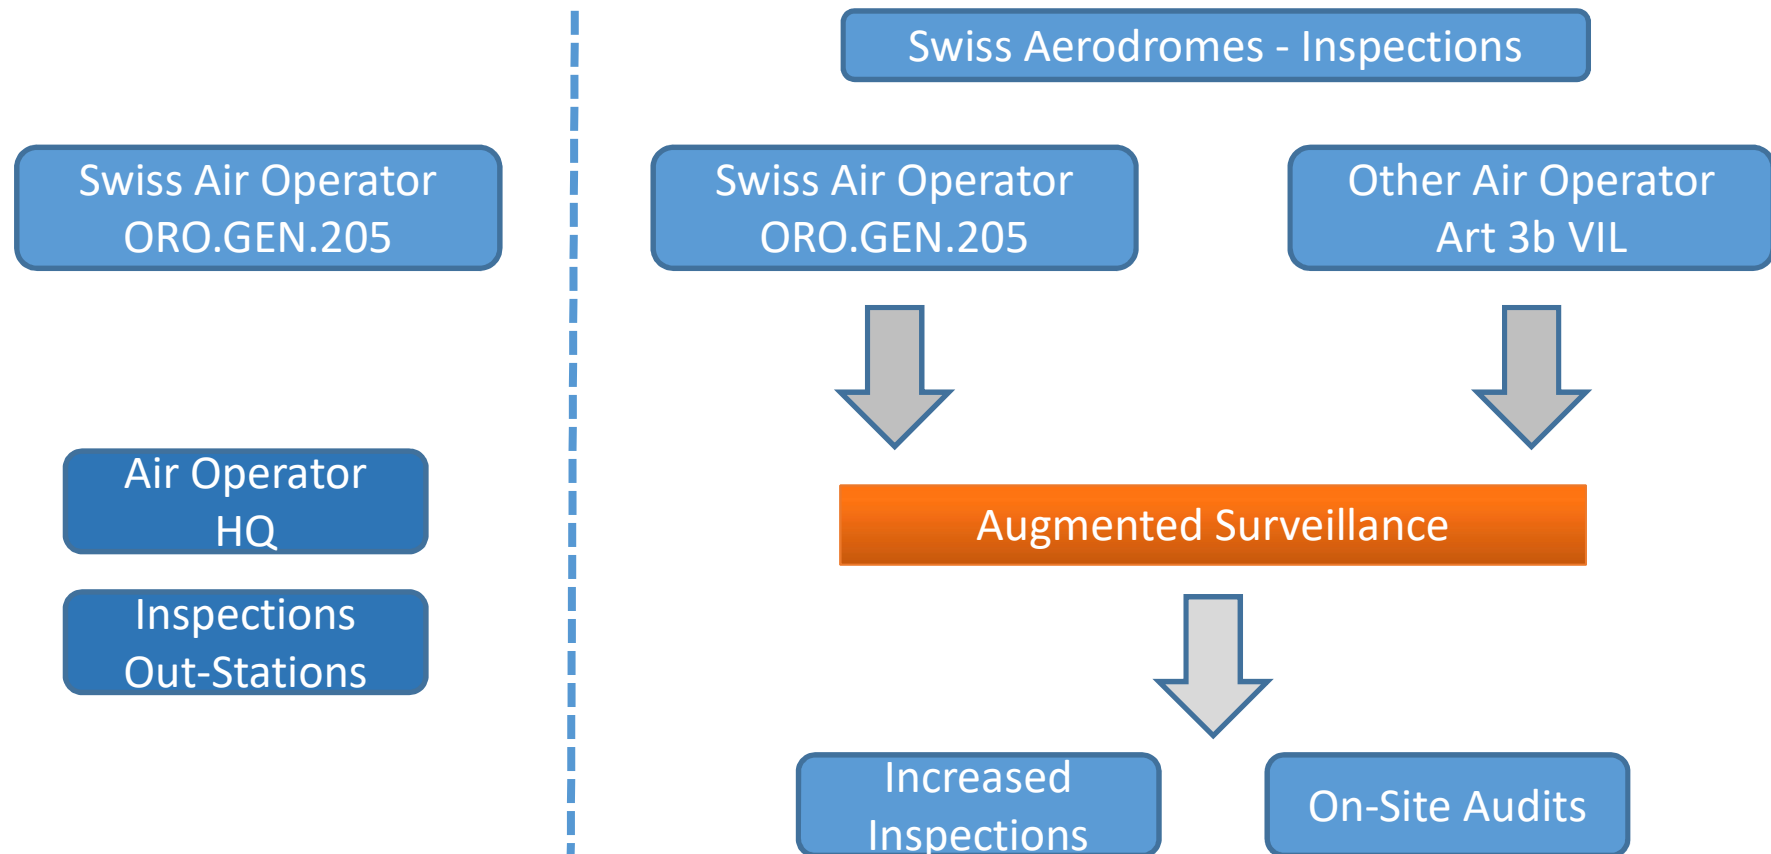 Swiss Aerodromes - Inspections
Swiss Air Operator
ORO.GEN.205
Swiss Air Operator
ORO.GEN.205
Other Air Operator
Art 3b VIL
Air Operator
HQ
Inspections
Out-Stations
Augmented Surveillance
Increased
Inspections
On-Site Audits